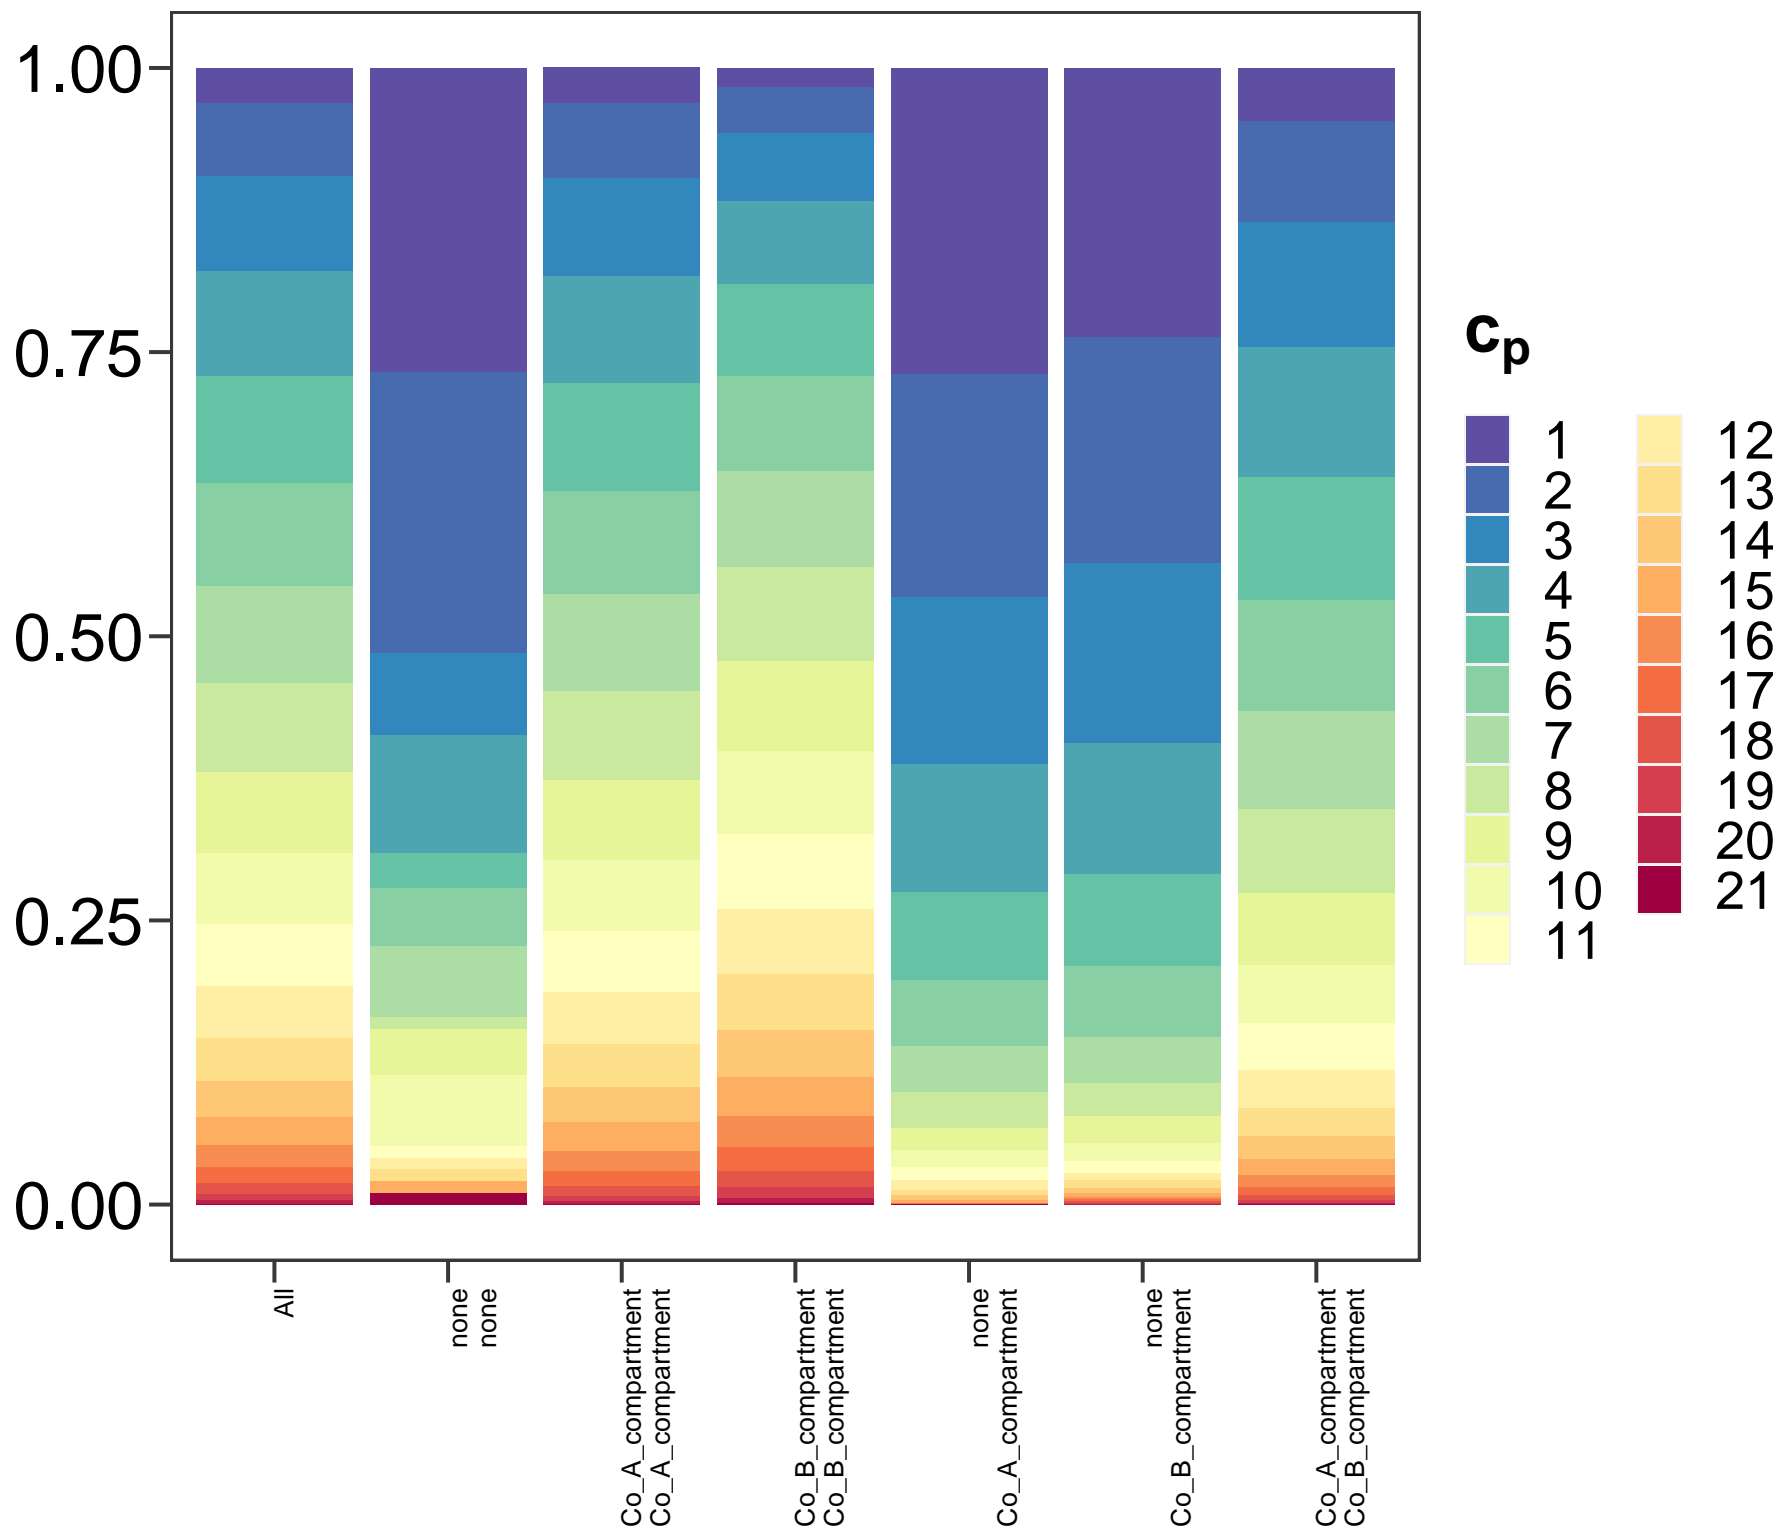 1.00
0.75
0.50
0.25
0.00
All
none
none
Co_A_compartment
Co_A_compartment
Co_B_compartment
Co_B_compartment
none
Co_A_compartment
none
Co_B_compartment
Co_A_compartment
Co_B_compartment
cp
1
2
3
4
5
6
7
8
9
10
11
12
13
14
15
16
17
18
19
20
21